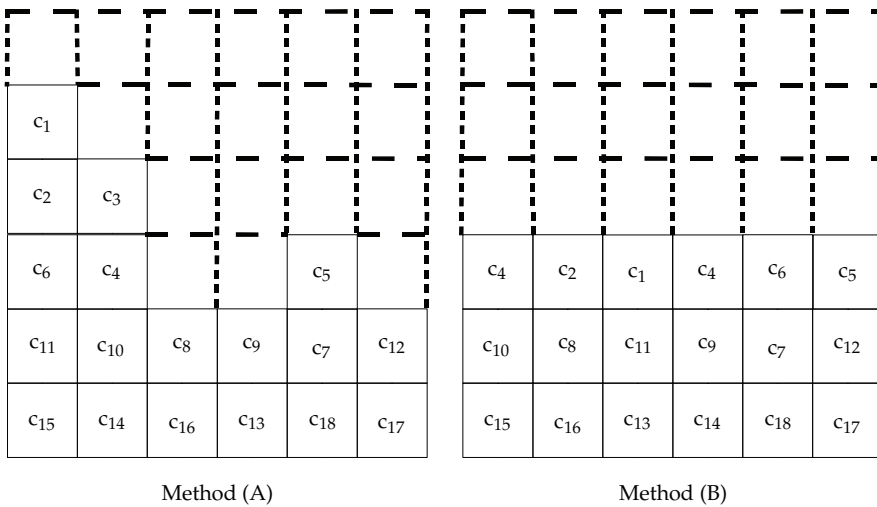 c1
c2 c3
c6 c4 c5
c11 c10 c8 c9 c7 c12
c15 c14 c16 c13 c18 c17
Method (A)
c4 c2 c1 c4 c6 c5
c10 c8 c11 c9 c7 c12
c15 c16 c13 c14 c18 c17
Method (B)